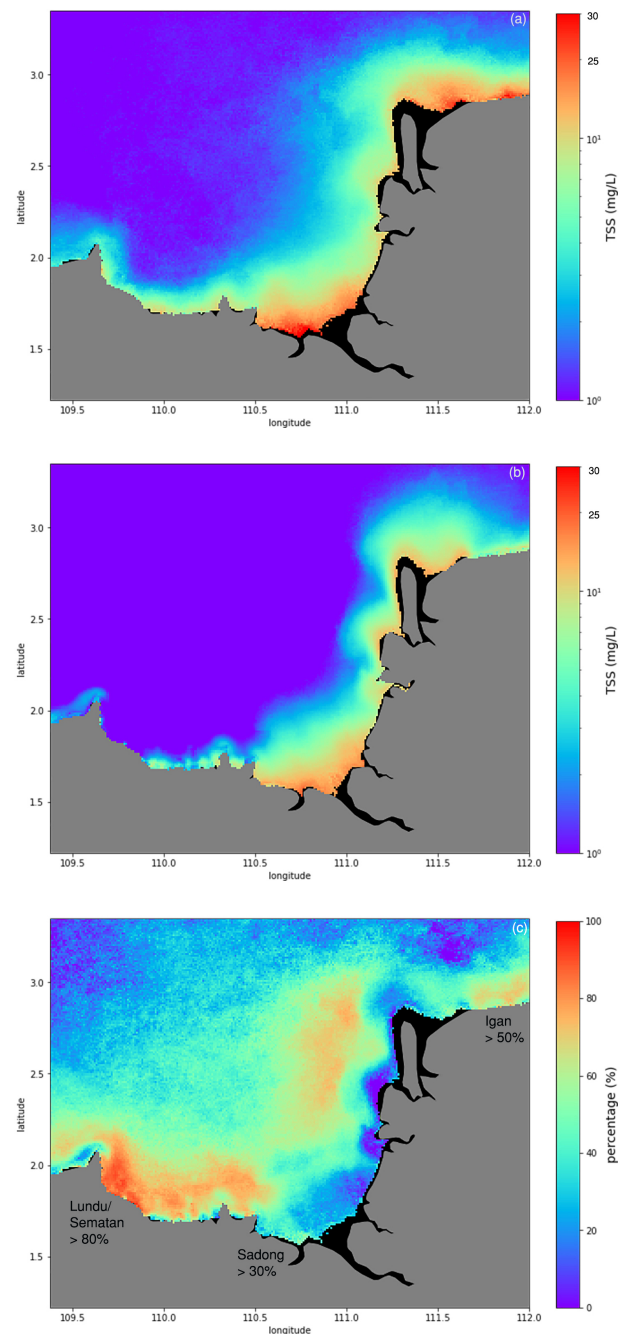 (a)
30
25
10¹
10⁰
TSS (mg/L)
3.0
2.5
2.0
1.5
latitude
109.5 110.0 110.5 111.0 111.5 112.0
longitude
(b)
30
25
10¹
10⁰
TSS (mg/L)
3.0
2.5
2.0
1.5
latitude
109.5 110.0 110.5 111.0 111.5 112.0
longitude
(c)
100
80
60
40
20
0
percentage (%)
3.0
2.5
2.0
1.5
latitude
Igan
> 50%
Lundu/
Sematan
> 80%
Sadong
> 30%
109.5 110.0 110.5 111.0 111.5 112.0
longitude